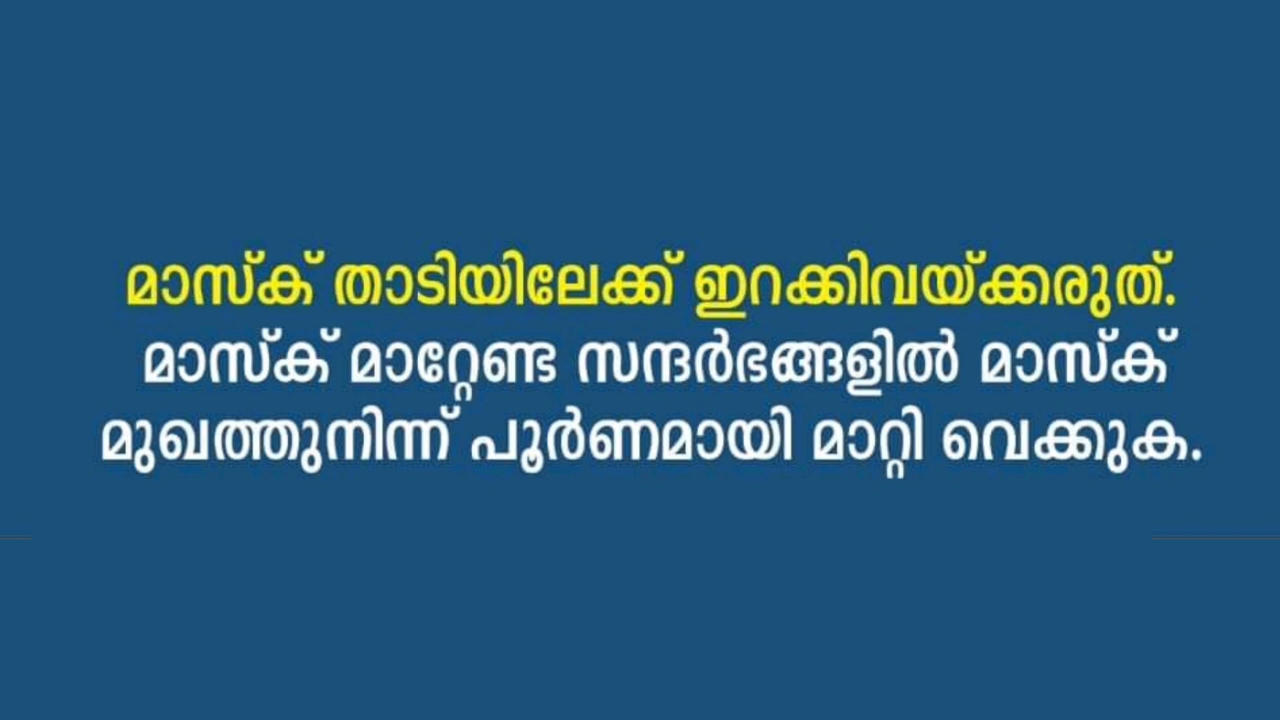 മാസ്ക് താടിയിലേക്ക് ഇറക്കിവയ്ക്കരുത്.
മാസ്ക് മാറ്റേണ്ട സന്ദർഭങ്ങളിൽ മാസ്ക്
മുഖത്തുനിന്ന് പൂർണമായി മാറ്റി വെക്കുക.